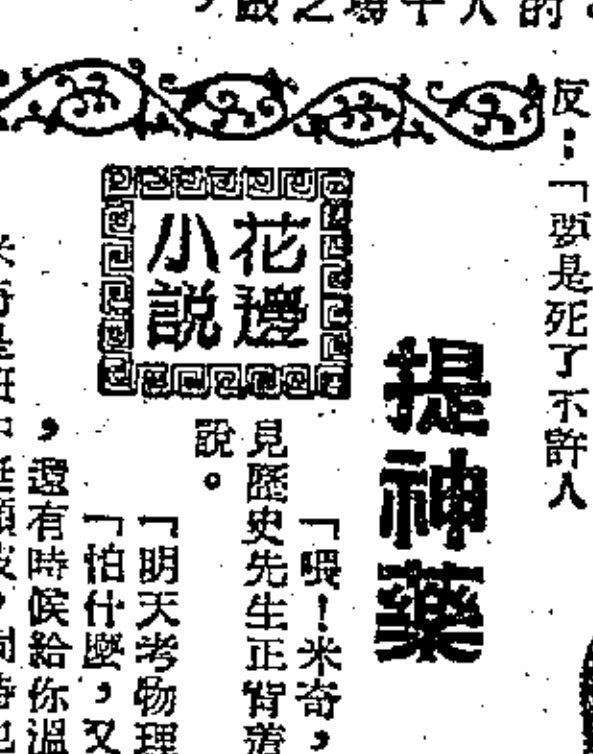 的人千場之戲，
反：「要是死了不許人
花邊
小説
提神藥
「喂！米奇，
見歷史先生正背着
說。
「明天考物理
「怕什麼，又
，還有時候給你溫